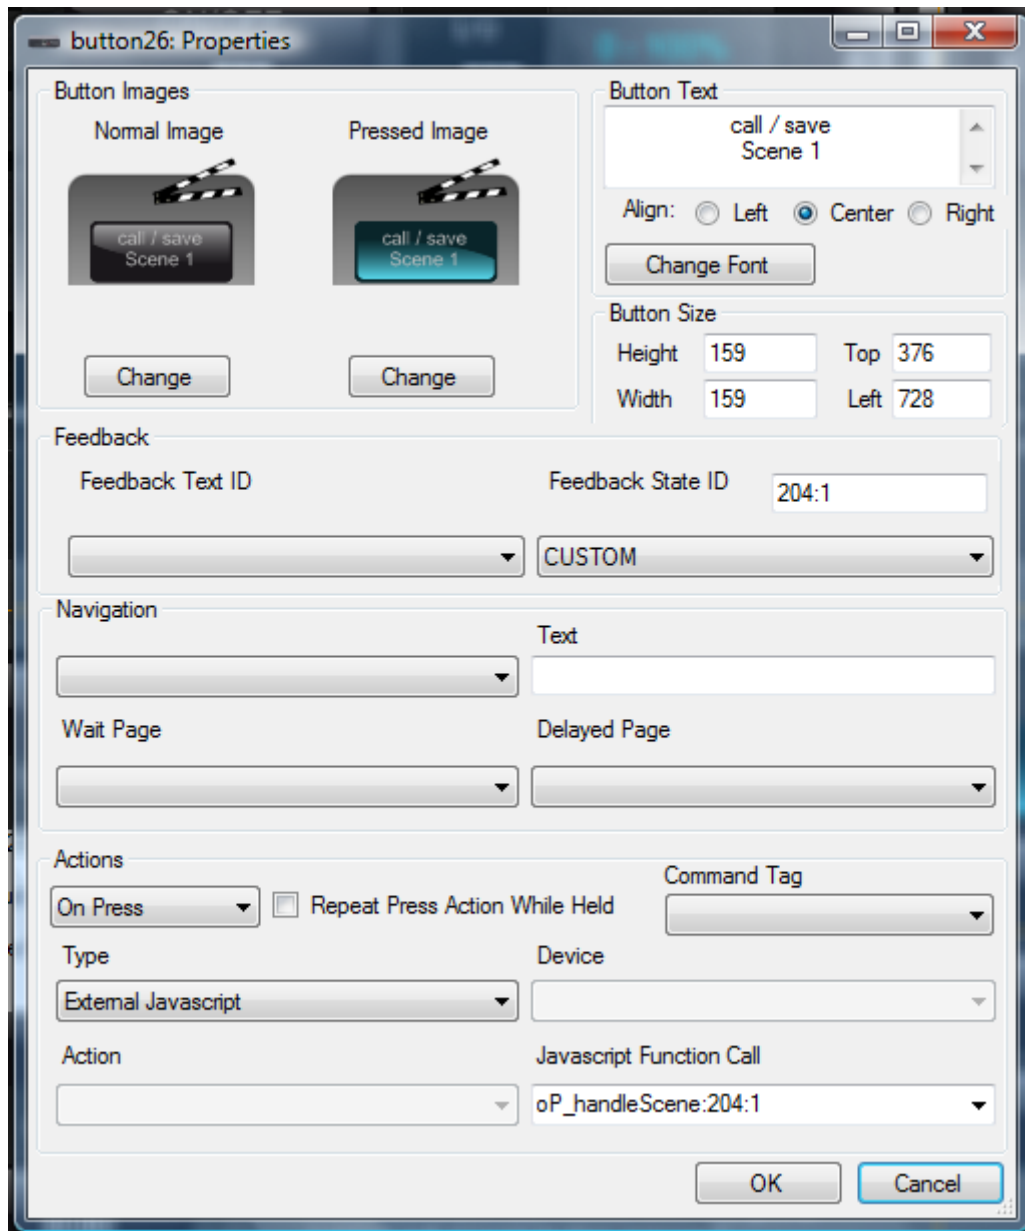 button26: Properties
Button Images
Normal Image
Pressed Image
call / save
Scene 1
call / save
Scene 1
Change
Change
Button Text
call / save
Scene 1
Align: Left Center Right
Change Font
Button Size
Height 159 Top 376
Width 159 Left 728
Feedback
Feedback Text ID
Feedback State ID 204:1
CUSTOM
Navigation
Text
Wait Page
Delayed Page
Actions
Command Tag
On Press Repeat Press Action While Held
Type
Device
External Javascript
Action
Javascript Function Call
oP_handleScene:204:1
OK
Cancel